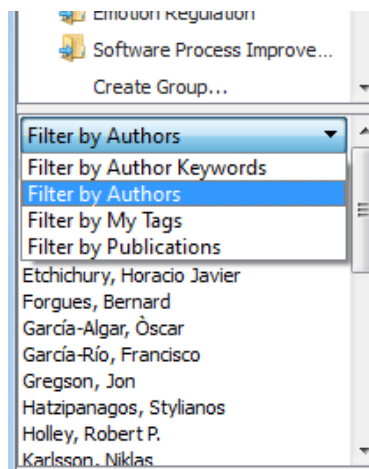 Emotion Regulation
Software Process Improve...
Create Group...
Filter by Authors
Filter by Author Keywords
Filter by Authors
Filter by My Tags
Filter by Publications
Etchichury, Horacio Javier
Forgues, Bernard
García-Algar, Òscar
García-Río, Francisco
Gregson, Jon
Hatzipanagos, Stylianos
Holley, Robert P.
Karlsson, Niklas